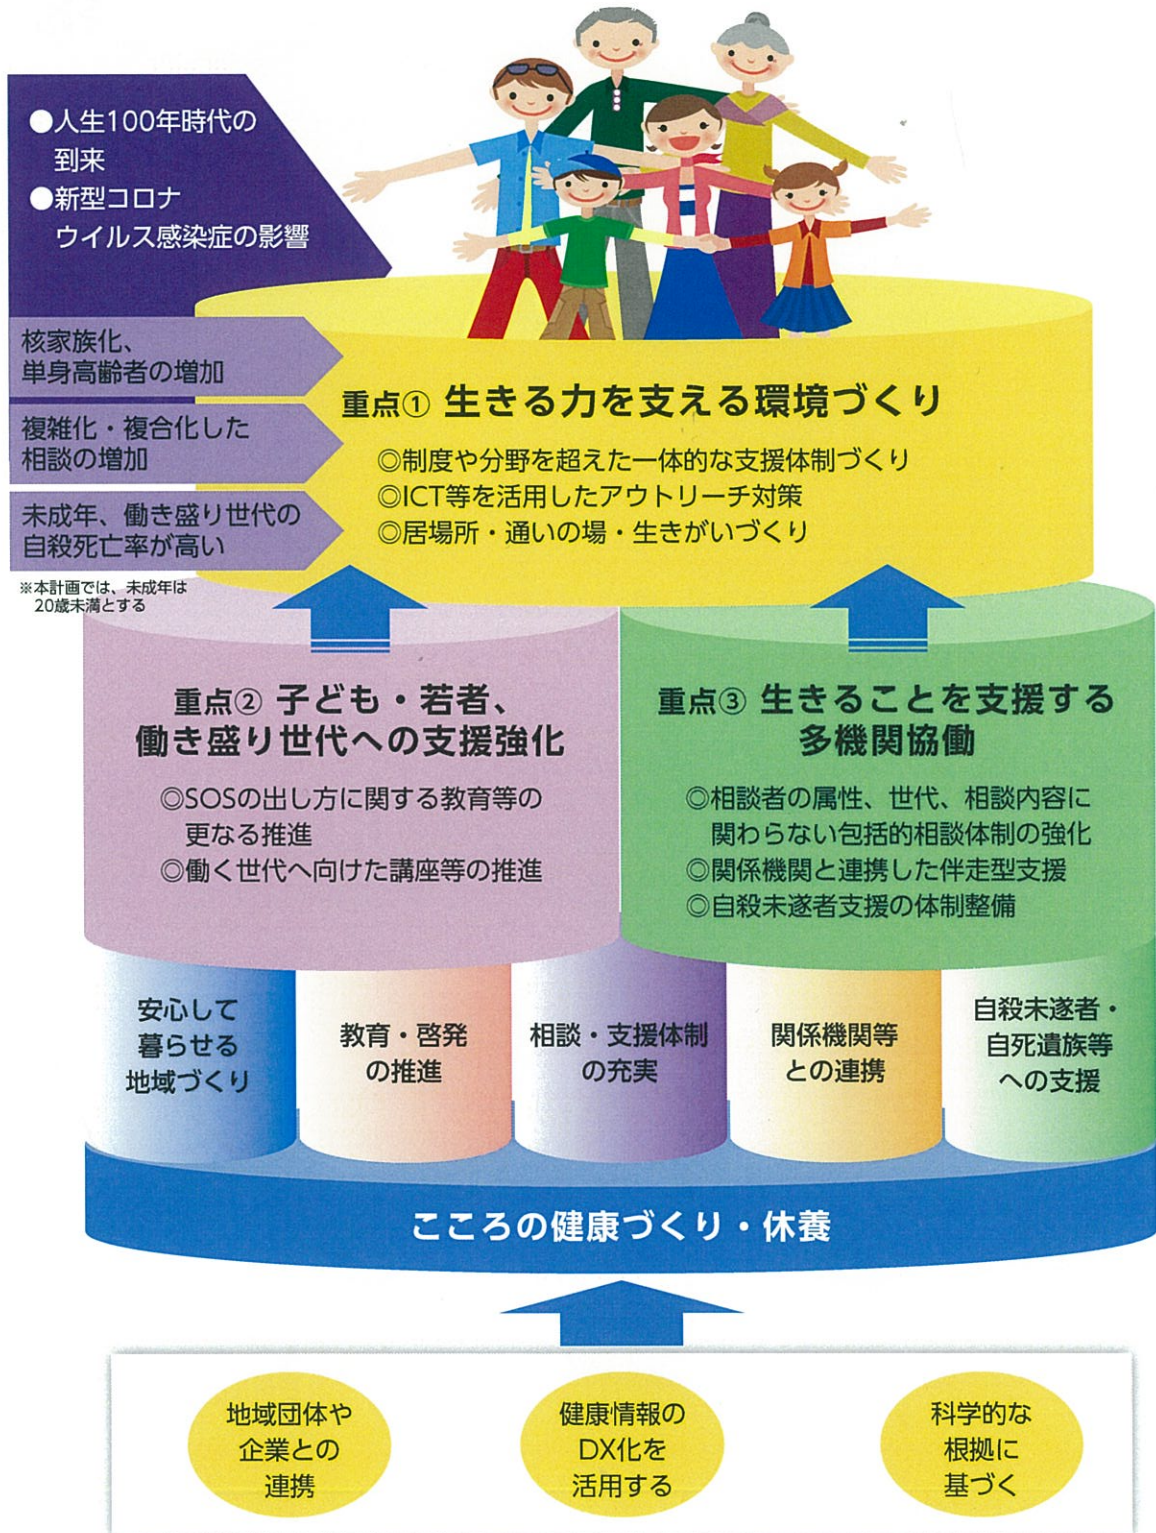 ●人生100年時代の
到来
●新型コロナ
ウイルス感染症の影響
核家族化、
単身高齢者の増加
複雑化・複合化した
相談の増加
未成年、働き盛り世代の
自殺死亡率が高い
※本計画では、未成年は
20歳未満とする
重点① 生きる力を支える環境づくり
◎制度や分野を超えた一体的な支援体制づくり
◎ICT等を活用したアウトリーチ対策
◎居場所・通いの場・生きがいづくり
重点② 子ども・若者、
働き盛り世代への支援強化
◎SOSの出し方に関する教育等の
更なる推進
◎働く世代へ向けた講座等の推進
重点③ 生きることを支援する
多機関協働
◎相談者の属性、世代、相談内容に
関わらない包括的相談体制の強化
◎関係機関と連携した伴走型支援
◎自殺未遂者支援の体制整備
安心して
暮らせる
地域づくり
教育・啓発
の推進
相談・支援体制
の充実
関係機関等
との連携
自殺未遂者・
自死遺族等
への支援
こころの健康づくり・休養
地域団体や
企業との
連携
健康情報の
DX化を
活用する
科学的な
根拠に
基づく